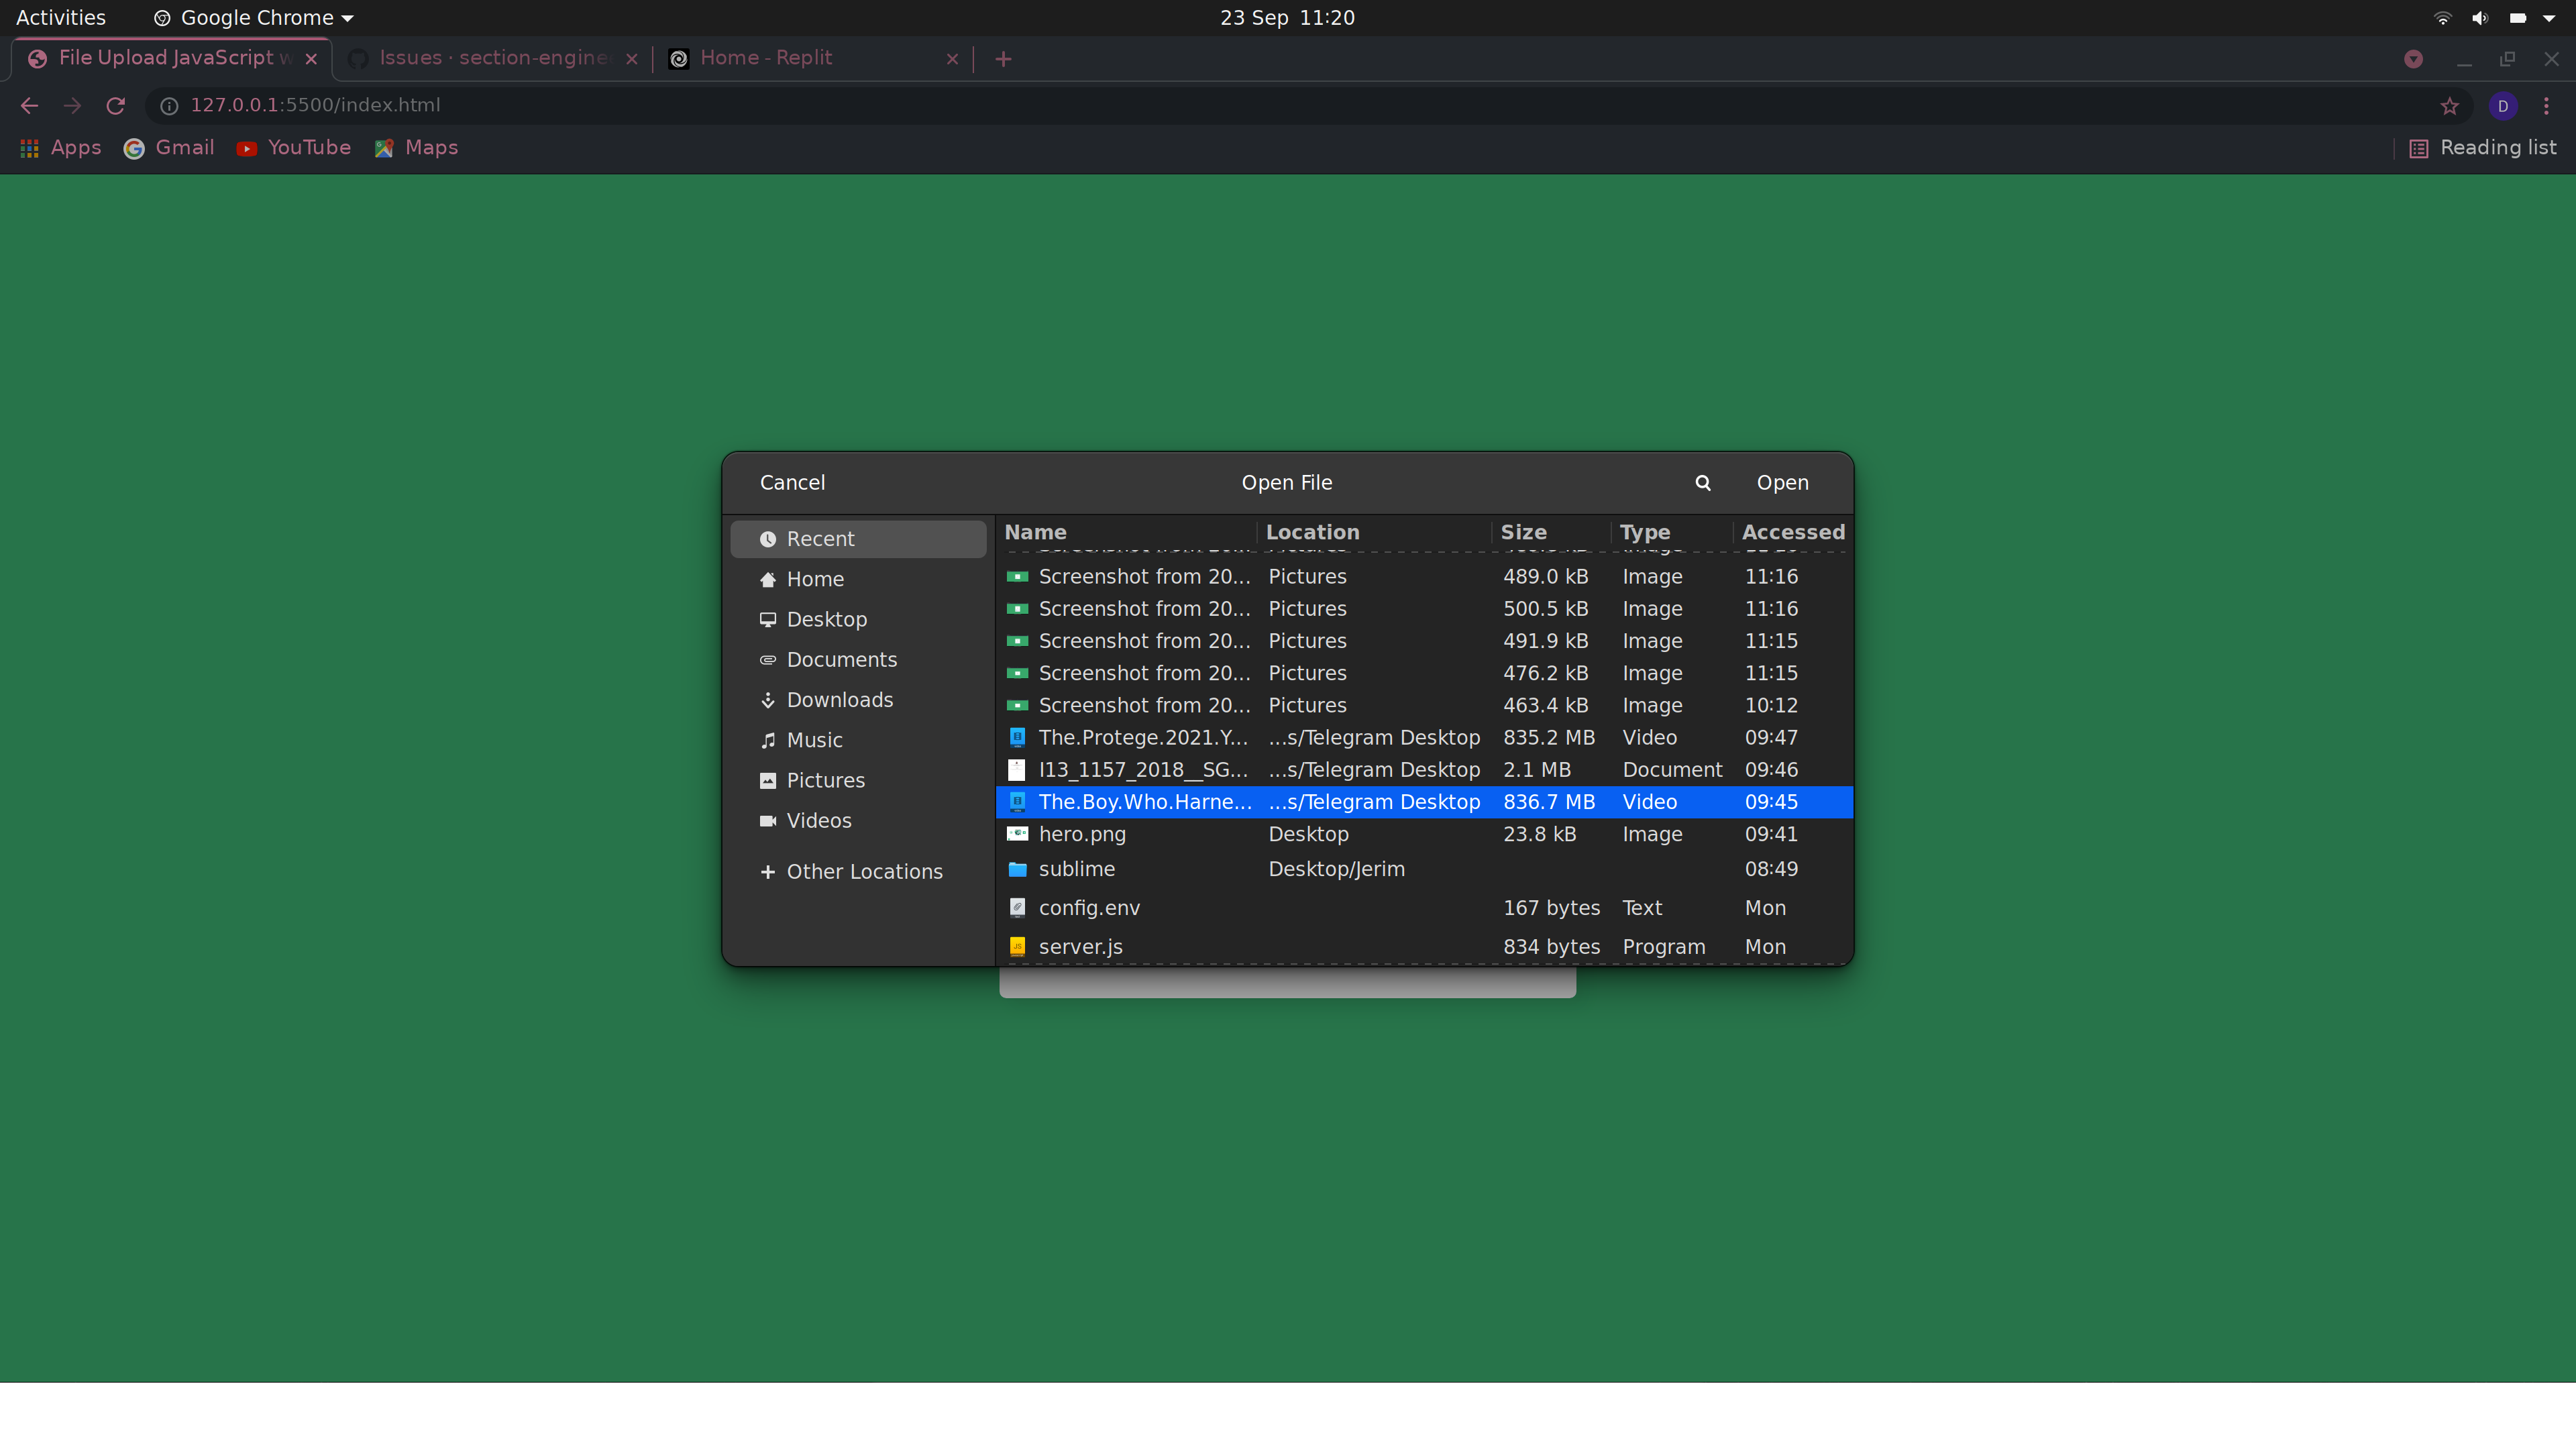 Activities Google Chrome 23 Sep 11:20
File Upload JavaScript w Issues · section-enginee Home - Replit
127.0.0.1:5500/index.html D
Apps Gmail YouTube Maps Reading list
Cancel Open File Open
Recent
Home
Desktop
Documents
Downloads
Music
Pictures
Videos
Other Locations
Name Location Size Type Accessed
Screenshot from 20... Pictures 489.0 kB Image 11:16
Screenshot from 20... Pictures 500.5 kB Image 11:16
Screenshot from 20... Pictures 491.9 kB Image 11:15
Screenshot from 20... Pictures 476.2 kB Image 11:15
Screenshot from 20... Pictures 463.4 kB Image 10:12
The.Protege.2021.Y... ...s/Telegram Desktop 835.2 MB Video 09:47
I13_1157_2018__SG... ...s/Telegram Desktop 2.1 MB Document 09:46
The.Boy.Who.Harne... ...s/Telegram Desktop 836.7 MB Video 09:45
hero.png Desktop 23.8 kB Image 09:41
sublime Desktop/Jerim 08:49
config.env 167 bytes Text Mon
server.js 834 bytes Program Mon